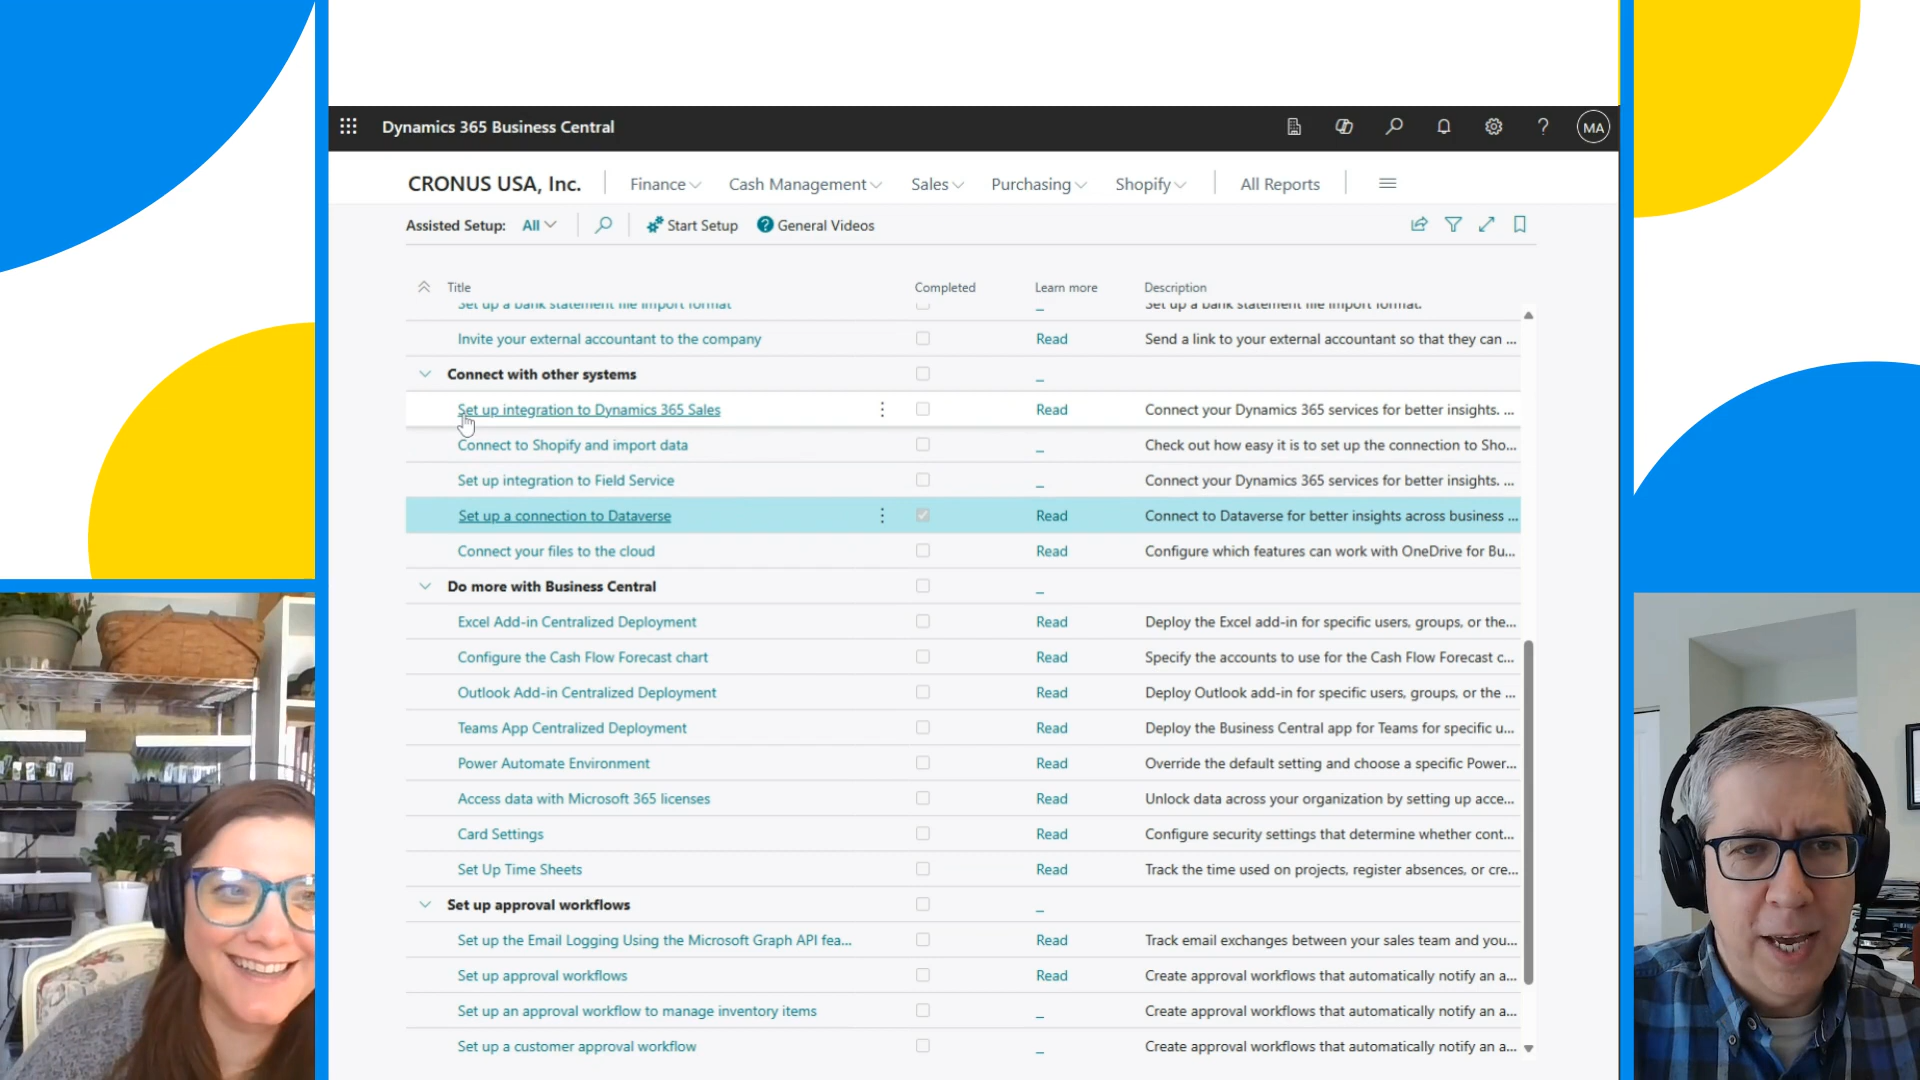 Dynamics 365 Business Central
? MA
CRONUS USA, Inc. Finance Cash Management Sales Purchasing Shopify All Reports
Assisted Setup: All Start Setup General Videos
Title Completed Learn more Description
Set up a bank statement file import format _ Set up a bank statement file import format.
Invite your external accountant to the company Read Send a link to your external accountant so that they can ...
Connect with other systems _
Set up integration to Dynamics 365 Sales Read Connect your Dynamics 365 services for better insights. ...
Connect to Shopify and import data _ Check out how easy it is to set up the connection to Sho...
Set up integration to Field Service _ Connect your Dynamics 365 services for better insights. ...
Set up a connection to Dataverse Read Connect to Dataverse for better insights across business ...
Connect your files to the cloud Read Configure which features can work with OneDrive for Bu...
Do more with Business Central _
Excel Add-in Centralized Deployment Read Deploy the Excel add-in for specific users, groups, or the...
Configure the Cash Flow Forecast chart Read Specify the accounts to use for the Cash Flow Forecast c...
Outlook Add-in Centralized Deployment Read Deploy Outlook add-in for specific users, groups, or the ...
Teams App Centralized Deployment Read Deploy the Business Central app for Teams for specific u...
Power Automate Environment Read Override the default setting and choose a specific Power...
Access data with Microsoft 365 licenses Read Unlock data across your organization by setting up acce...
Card Settings Read Configure security settings that determine whether cont...
Set Up Time Sheets Read Track the time used on projects, register absences, or cre...
Set up approval workflows _
Set up the Email Logging Using the Microsoft Graph API fea... Read Track email exchanges between your sales team and you...
Set up approval workflows Read Create approval workflows that automatically notify an a...
Set up an approval workflow to manage inventory items _ Create approval workflows that automatically notify an a...
Set up a customer approval workflow _ Create approval workflows that automatically notify an a...